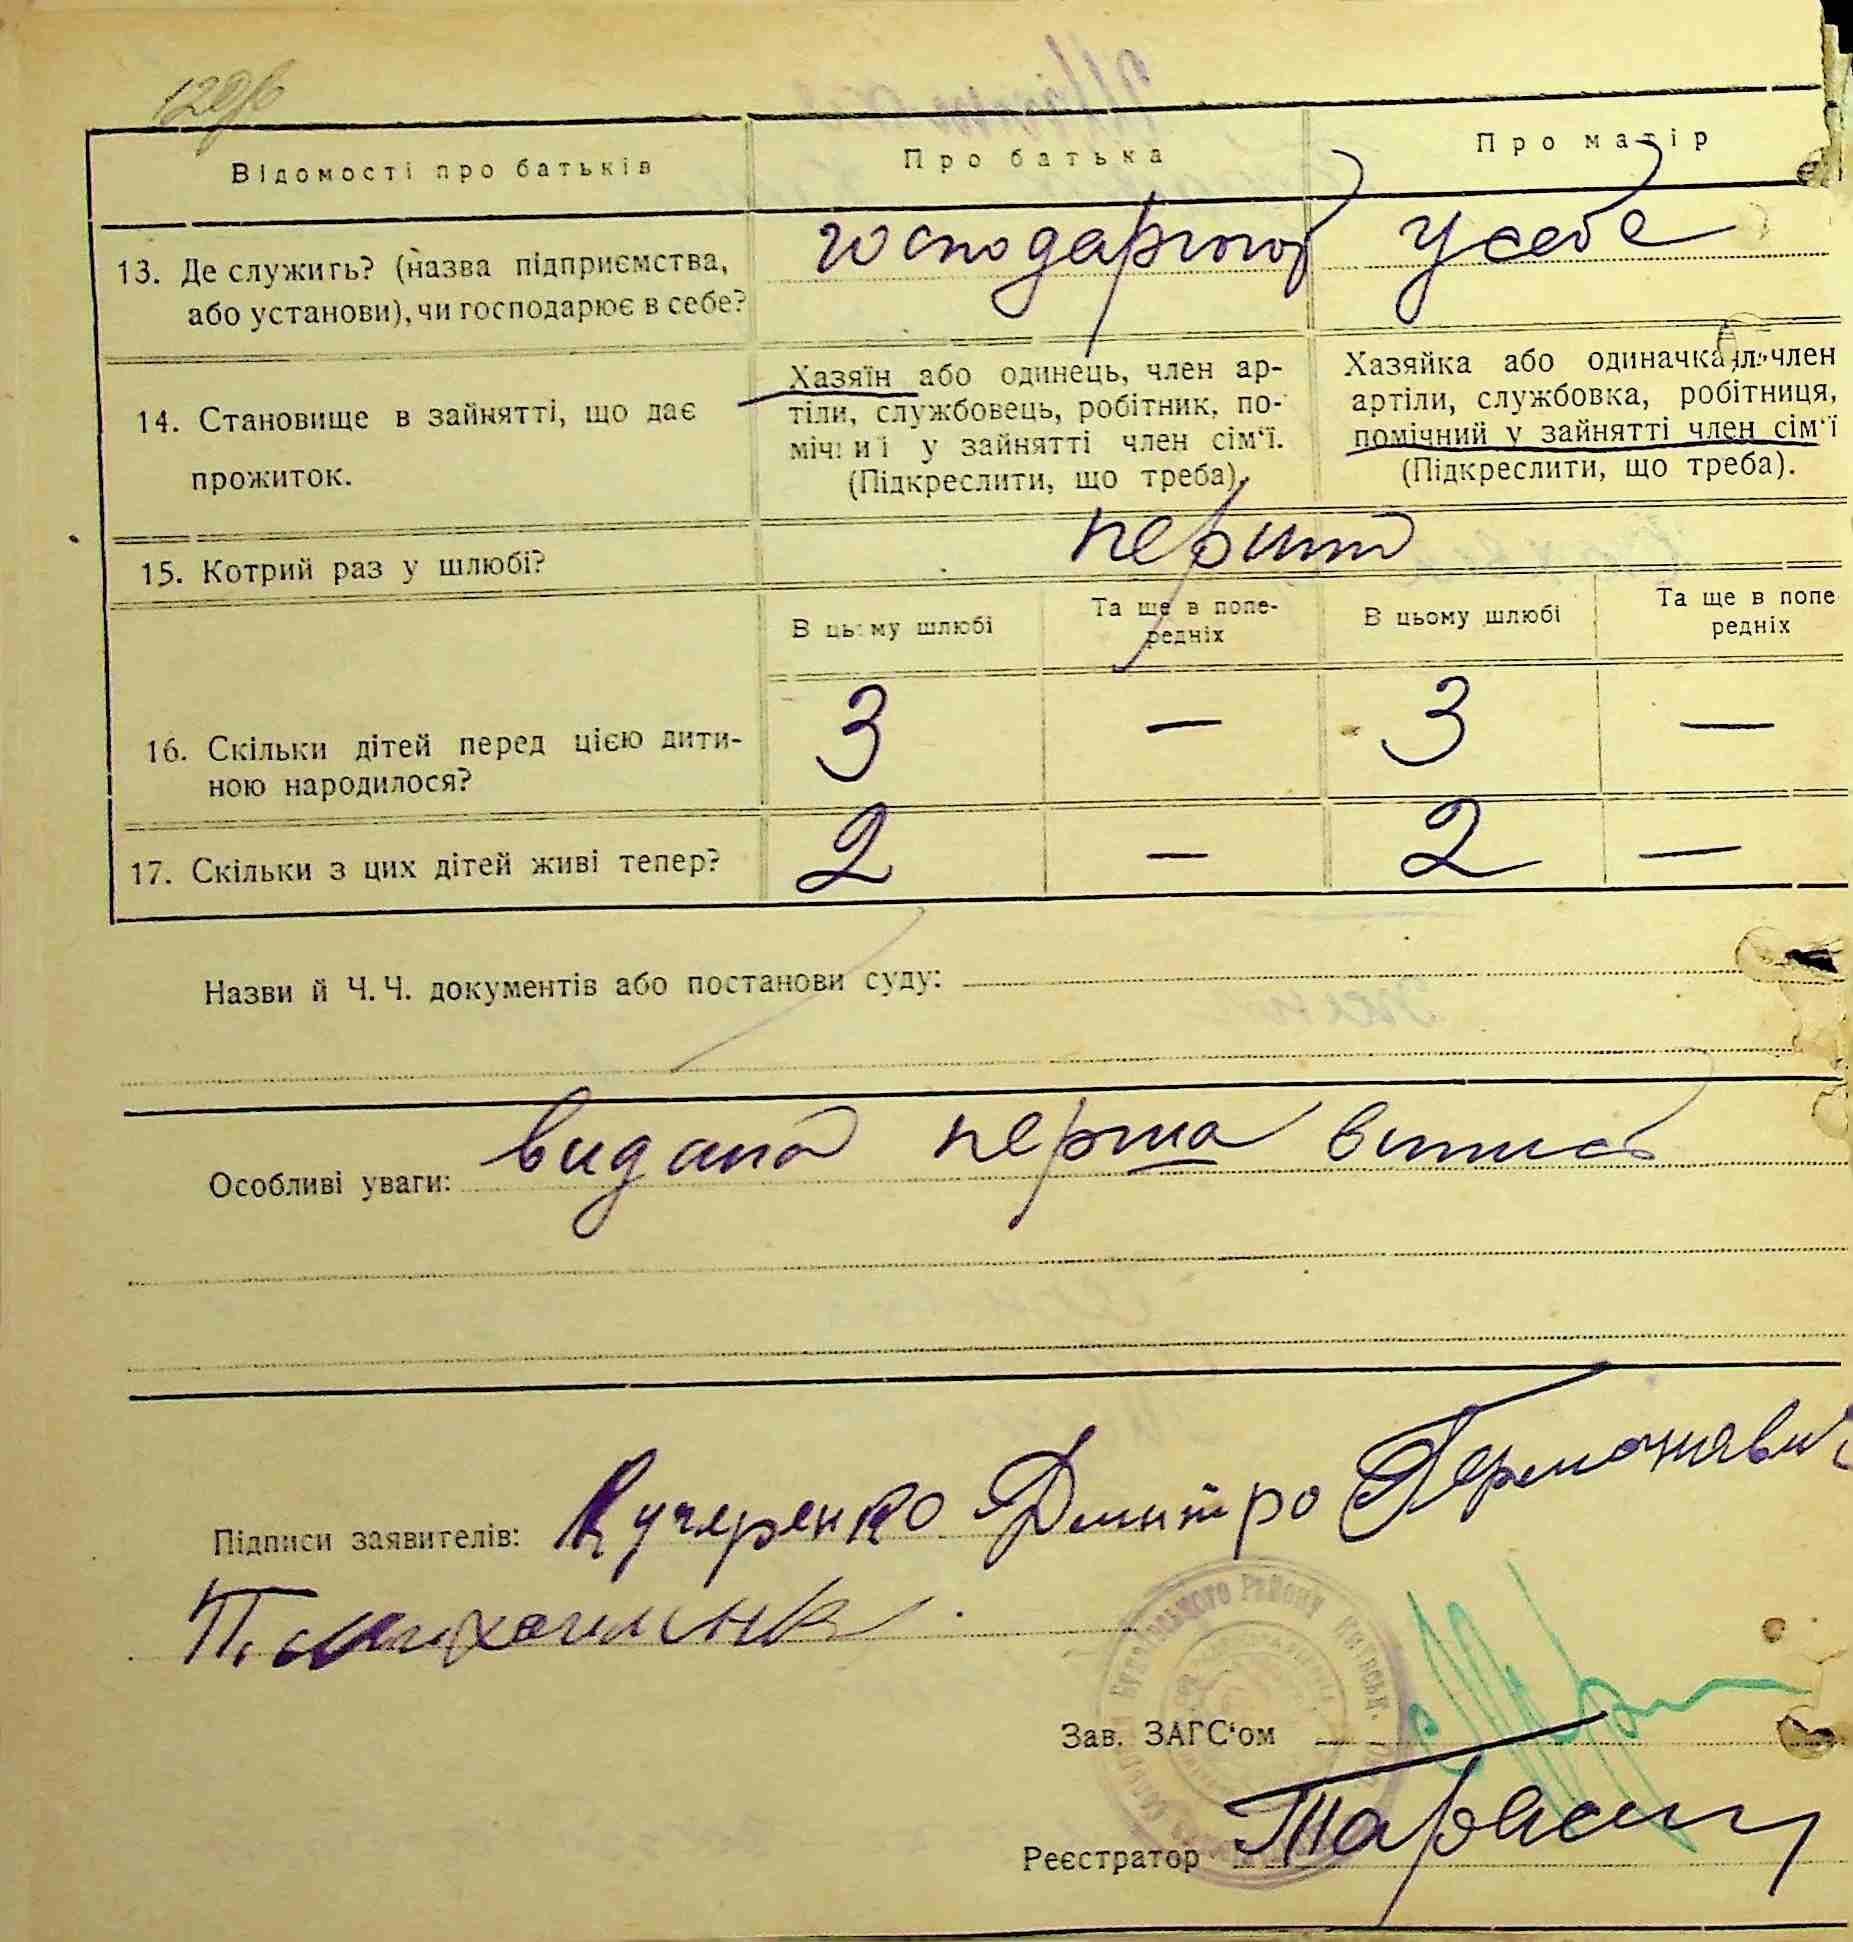 129
Відомості про батьків
Про батька
Про матір
13. Де служить? (назва підприємства,
або установи), чи господарює в себе?
господарюют у себе
14. Становище в зайнятті, що дає
прожиток.
Хазяїн або одинець, член ар-
тіли, службовець, робітник, по-
мічний у зайнятті член сім'ї.
(Підкреслити, що треба).
Хазяйка або одиначка, член
артіли, службовка, робітниця,
помічний у зайнятті член сім'ї
(Підкреслити, що треба).
15. Котрий раз у шлюбі?
перший
В цьому шлюбі
Та ще в попе-
редніх
В цьому шлюбі
Та ще в попе
редніх
16. Скільки дітей перед цією дити-
ною народилося?
3 — 3 —
17. Скільки з цих дітей живі тепер?
2 — 2 —
Назви й Ч. Ч. документів або постанови суду:
Особливі уваги: видана перша випись
Підписи заявителів: Кучеренко Дмитро
Зав. ЗАГС'ом
Реєстратор
району